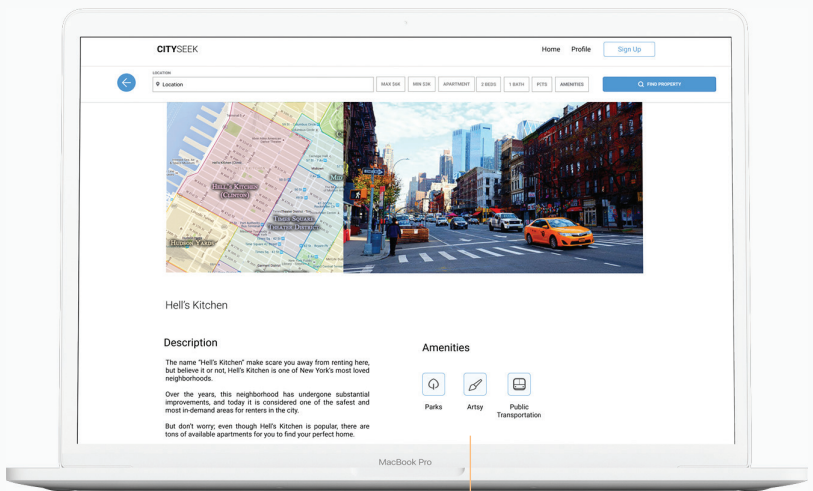 CITYSEEK
Home Profile Sign Up
LOCATION
Location
MAX $6K MIN $3K APARTMENT 2 BEDS 1 BATH PETS AMENITIES FIND PROPERTY
HELL'S KITCHEN
(CLINTON)
TIMES SQUARE
THEATER DISTRICT
HUDSON YARDS
Hell's Kitchen
Description
The name "Hell's Kitchen" make scare you away from renting here,
but believe it or not, Hell's Kitchen is one of New York's most loved
neighborhoods.
Over the years, this neighborhood has undergone substantial
improvements, and today it is considered one of the safest and
most in-demand areas for renters in the city.
But don't worry; even though Hell's Kitchen is popular, there are
tons of available apartments for you to find your perfect home.
Amenities
Parks
Artsy
Public
Transportation
MacBook Pro